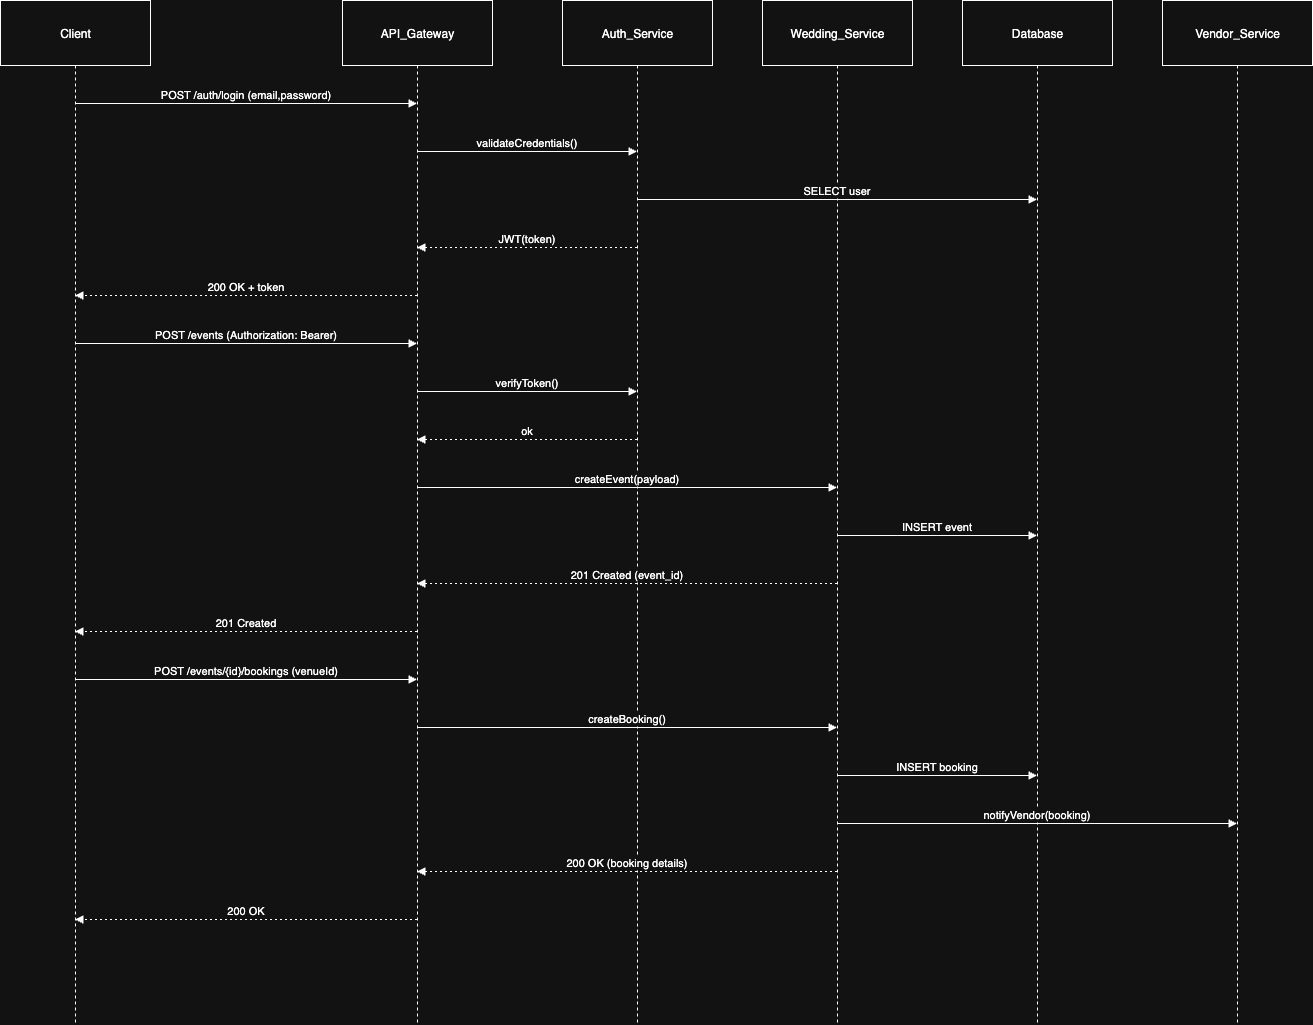 Client
API_Gateway
Auth_Service
Wedding_Service
Database
Vendor_Service
POST /auth/login (email,password)
validateCredentials()
SELECT user
JWT(token)
200 OK + token
POST /events (Authorization: Bearer)
verifyToken()
ok
createEvent(payload)
INSERT event
201 Created (event_id)
201 Created
POST /events/{id}/bookings (venueId)
createBooking()
INSERT booking
notifyVendor(booking)
200 OK (booking details)
200 OK